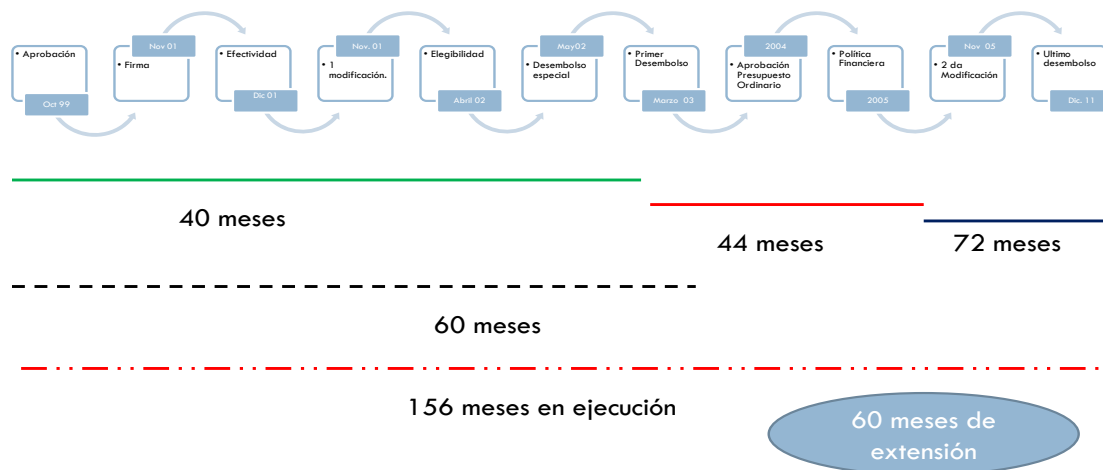 • Aprobación
Oct 99
Nov 01
• Firma
• Efectividad
Dic 01
Nov. 01
• 1
modificación.
• Elegibilidad
Abril 02
May02
• Desembolso
especial
• Primer
Desembolso
Marzo 03
2004
• Aprobación
Presupuesto
Ordinario
• Política
Financiera
2005
Nov 05
• 2 da
Modificación
• Ultimo
desembolso
Dic. 11
40 meses
44 meses
72 meses
60 meses
156 meses en ejecución
60 meses de
extensión